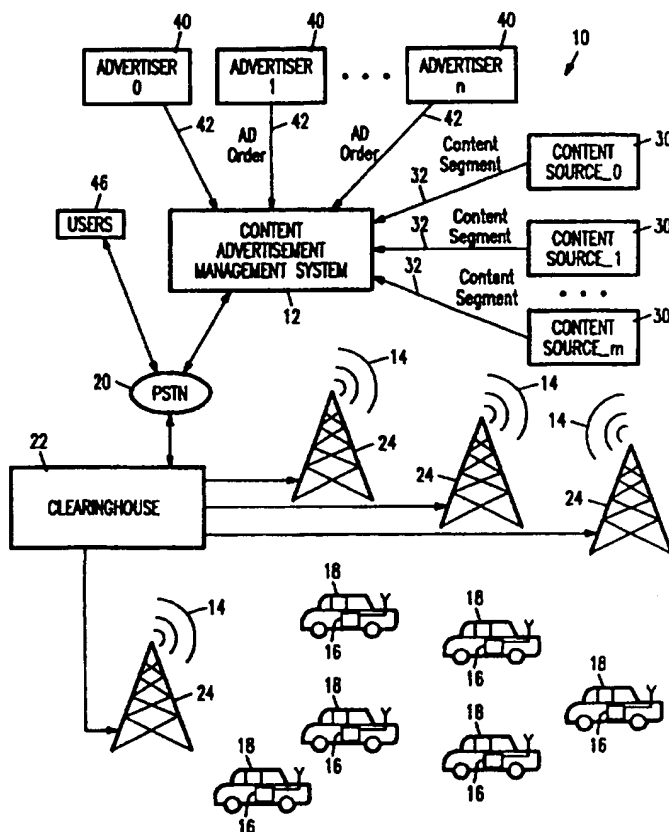 40
40
40
10
ADVERTISER
0
ADVERTISER
1
• • •
ADVERTISER
n
42
42
42
AD
Order
AD
Order
30
CONTENT
SOURCE_0
Content
Segment
32
46
USERS
CONTENT
ADVERTISEMENT
MANAGEMENT SYSTEM
12
30
CONTENT
SOURCE_1
Content
Segment
32
• • •
30
CONTENT
SOURCE_m
Content
Segment
32
20
PSTN
14
14
14
24
24
24
22
CLEARINGHOUSE
14
24
18
16
18
16
18
16
18
16
18
16
18
16